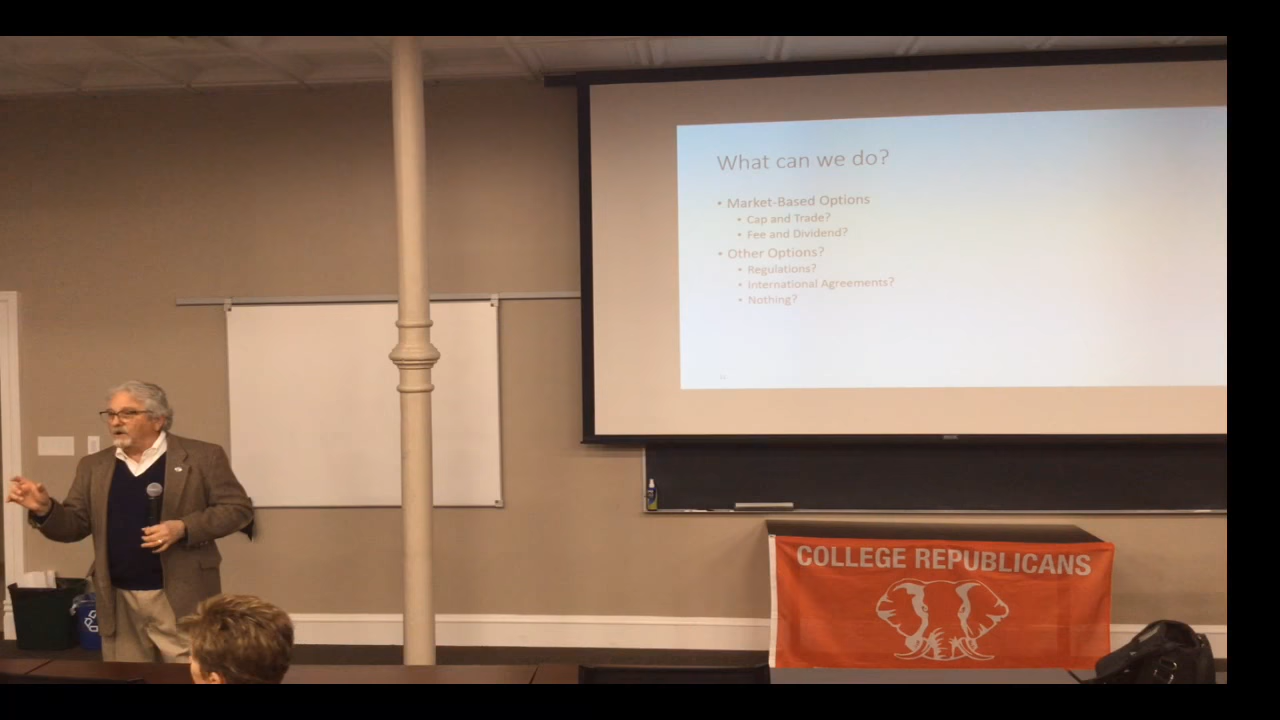 What can we do?
• Market-Based Options
• Cap and Trade?
• Fee and Dividend?
• Other Options?
• Regulations?
• International Agreements?
• Nothing?
COLLEGE REPUBLICANS